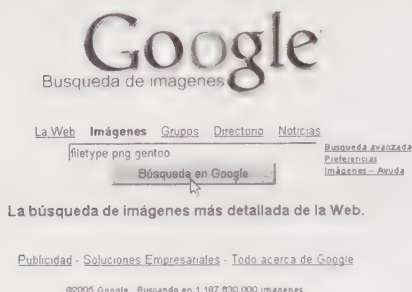 Google
Busqueda de imagenes
La Web Imágenes Grupos Directorio Noticias
filetype png gentoo
Búsqueda en Google
Busqueda avanzada
Preferencias
Imágenes – Ayuda
La búsqueda de imágenes más detallada de la Web.
Publicidad - Soluciones Empresariales - Todo acerca de Google
©2005 Google Buscando en 1 187 630 000 imagenes